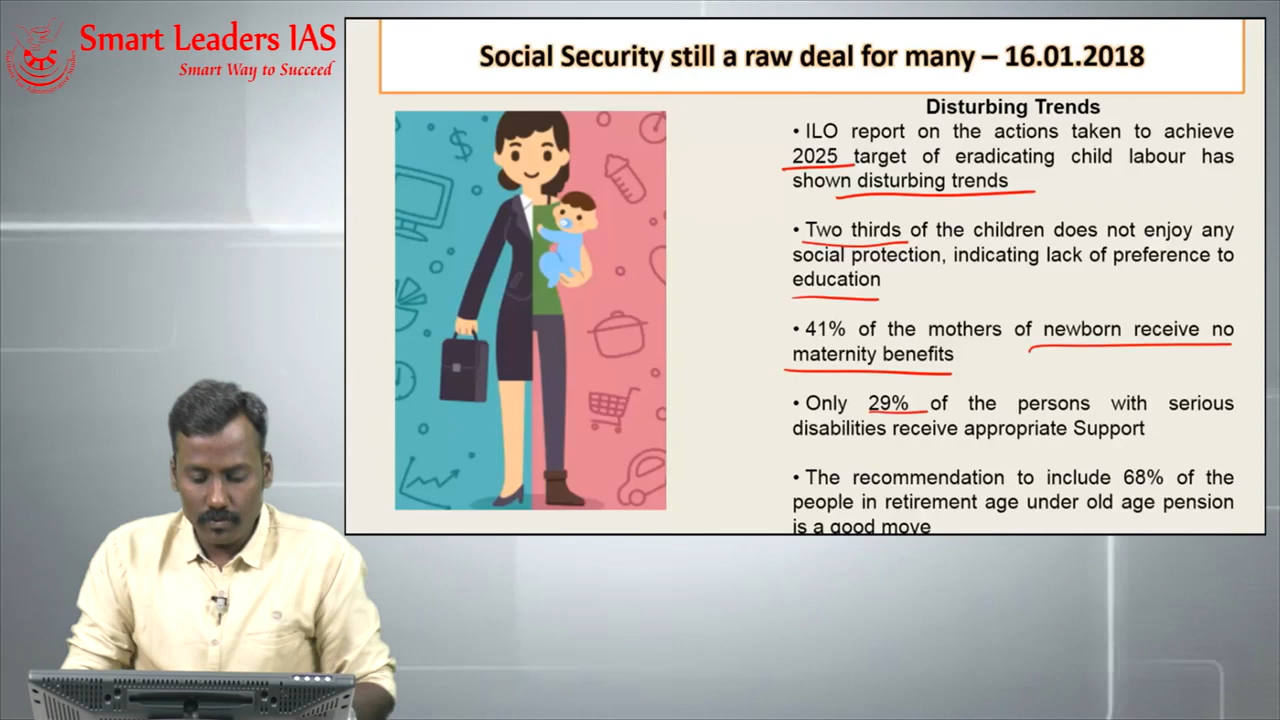 Smart Leaders IAS
Smart Way to Succeed
Social Security still a raw deal for many – 16.01.2018
Disturbing Trends
• ILO report on the actions taken to achieve
2025 target of eradicating child labour has
shown disturbing trends
• Two thirds of the children does not enjoy any
social protection, indicating lack of preference to
education
• 41% of the mothers of newborn receive no
maternity benefits
• Only 29% of the persons with serious
disabilities receive appropriate Support
• The recommendation to include 68% of the
people in retirement age under old age pension
is a good move